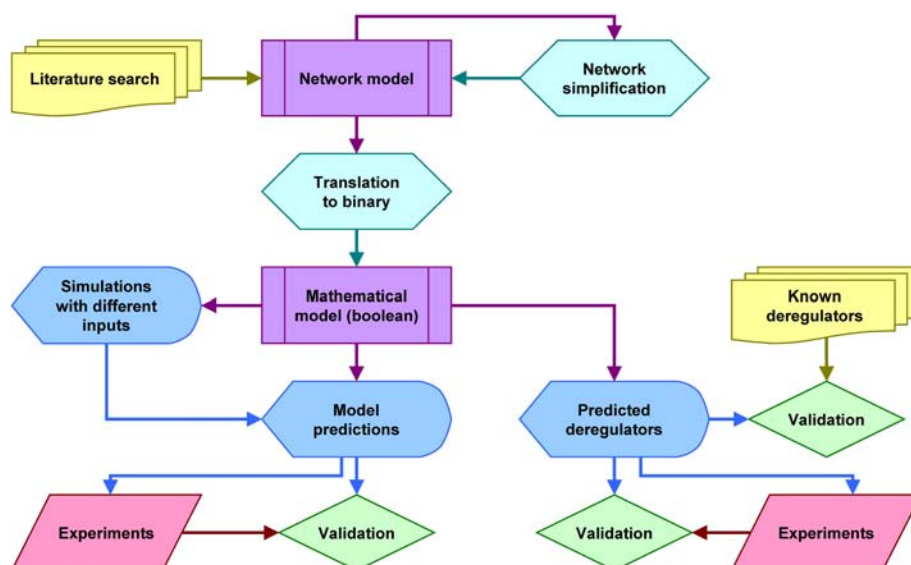 Literature search
Network model
Network
simplification
Translation
to binary
Simulations
with different
inputs
Mathematical
model (boolean)
Known
deregulators
Model
predictions
Predicted
deregulators
Validation
Experiments
Validation
Validation
Experiments